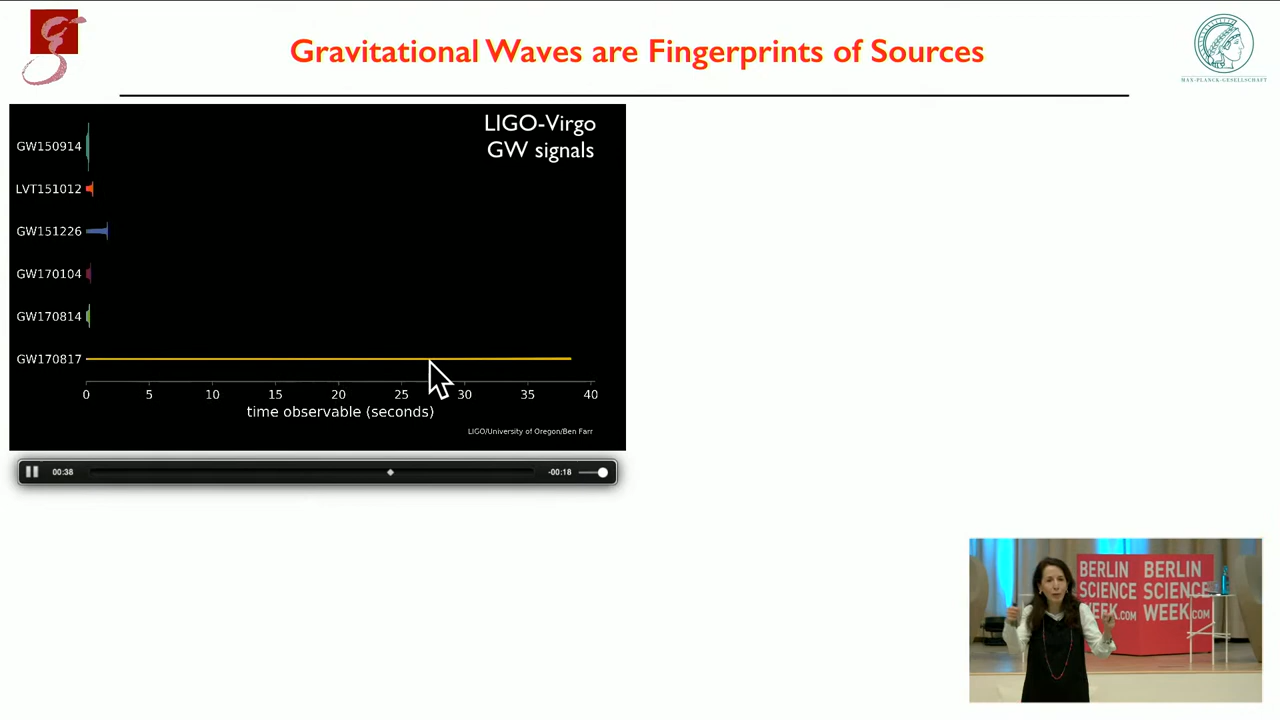 Gravitational Waves are Fingerprints of Sources
MAX-PLANCK-GESELLSCHAFT
LIGO-Virgo
GW signals
GW150914
LVT151012
GW151226
GW170104
GW170814
GW170817
0 5 10 15 20 25 30 35 40
time observable (seconds)
LIGO/University of Oregon/Ben Farr
00:38
-00:18
BERLIN BERLIN
SCIENCE SCIENCE
WEEK.COM WEEK.COM